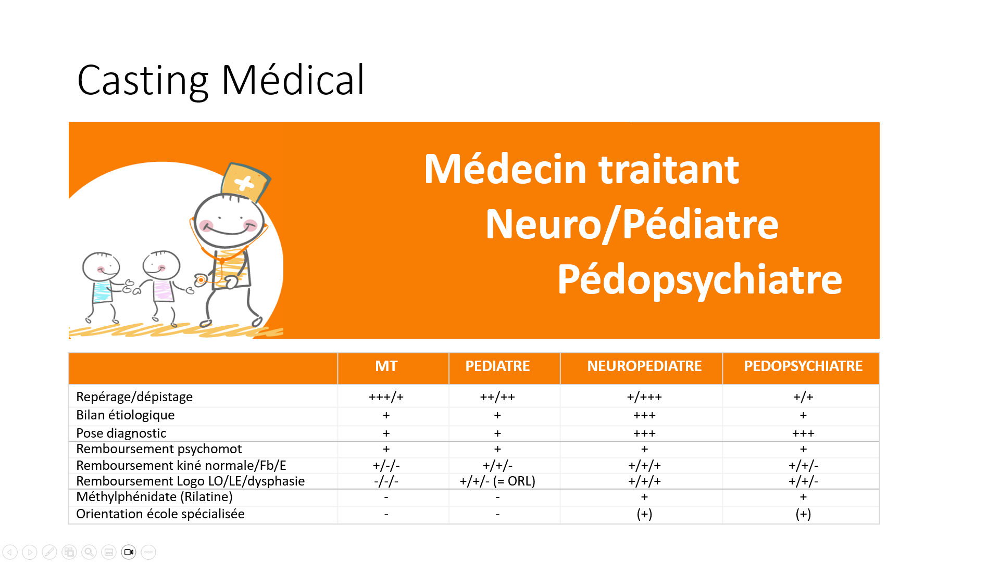 Casting Médical
Médecin traitant
Neuro/Pédiatre
Pédopsychiatre
MT PEDIATRE NEUROPEDIATRE PEDOPSYCHIATRE
Repérage/dépistage +++/+ ++/++ +/+++ +/+
Bilan étiologique + + +++ +
Pose diagnostic + + +++ +++
Remboursement psychomot + + + +
Remboursement kiné normale/Fb/E +/-/- +/+/- +/+/+ +/+/-
Remboursement Logo LO/LE/dysphasie -/-/- +/+/- (= ORL) +/+/+ +/+/-
Méthylphénidate (Rilatine) - - + +
Orientation école spécialisée - - (+) (+)